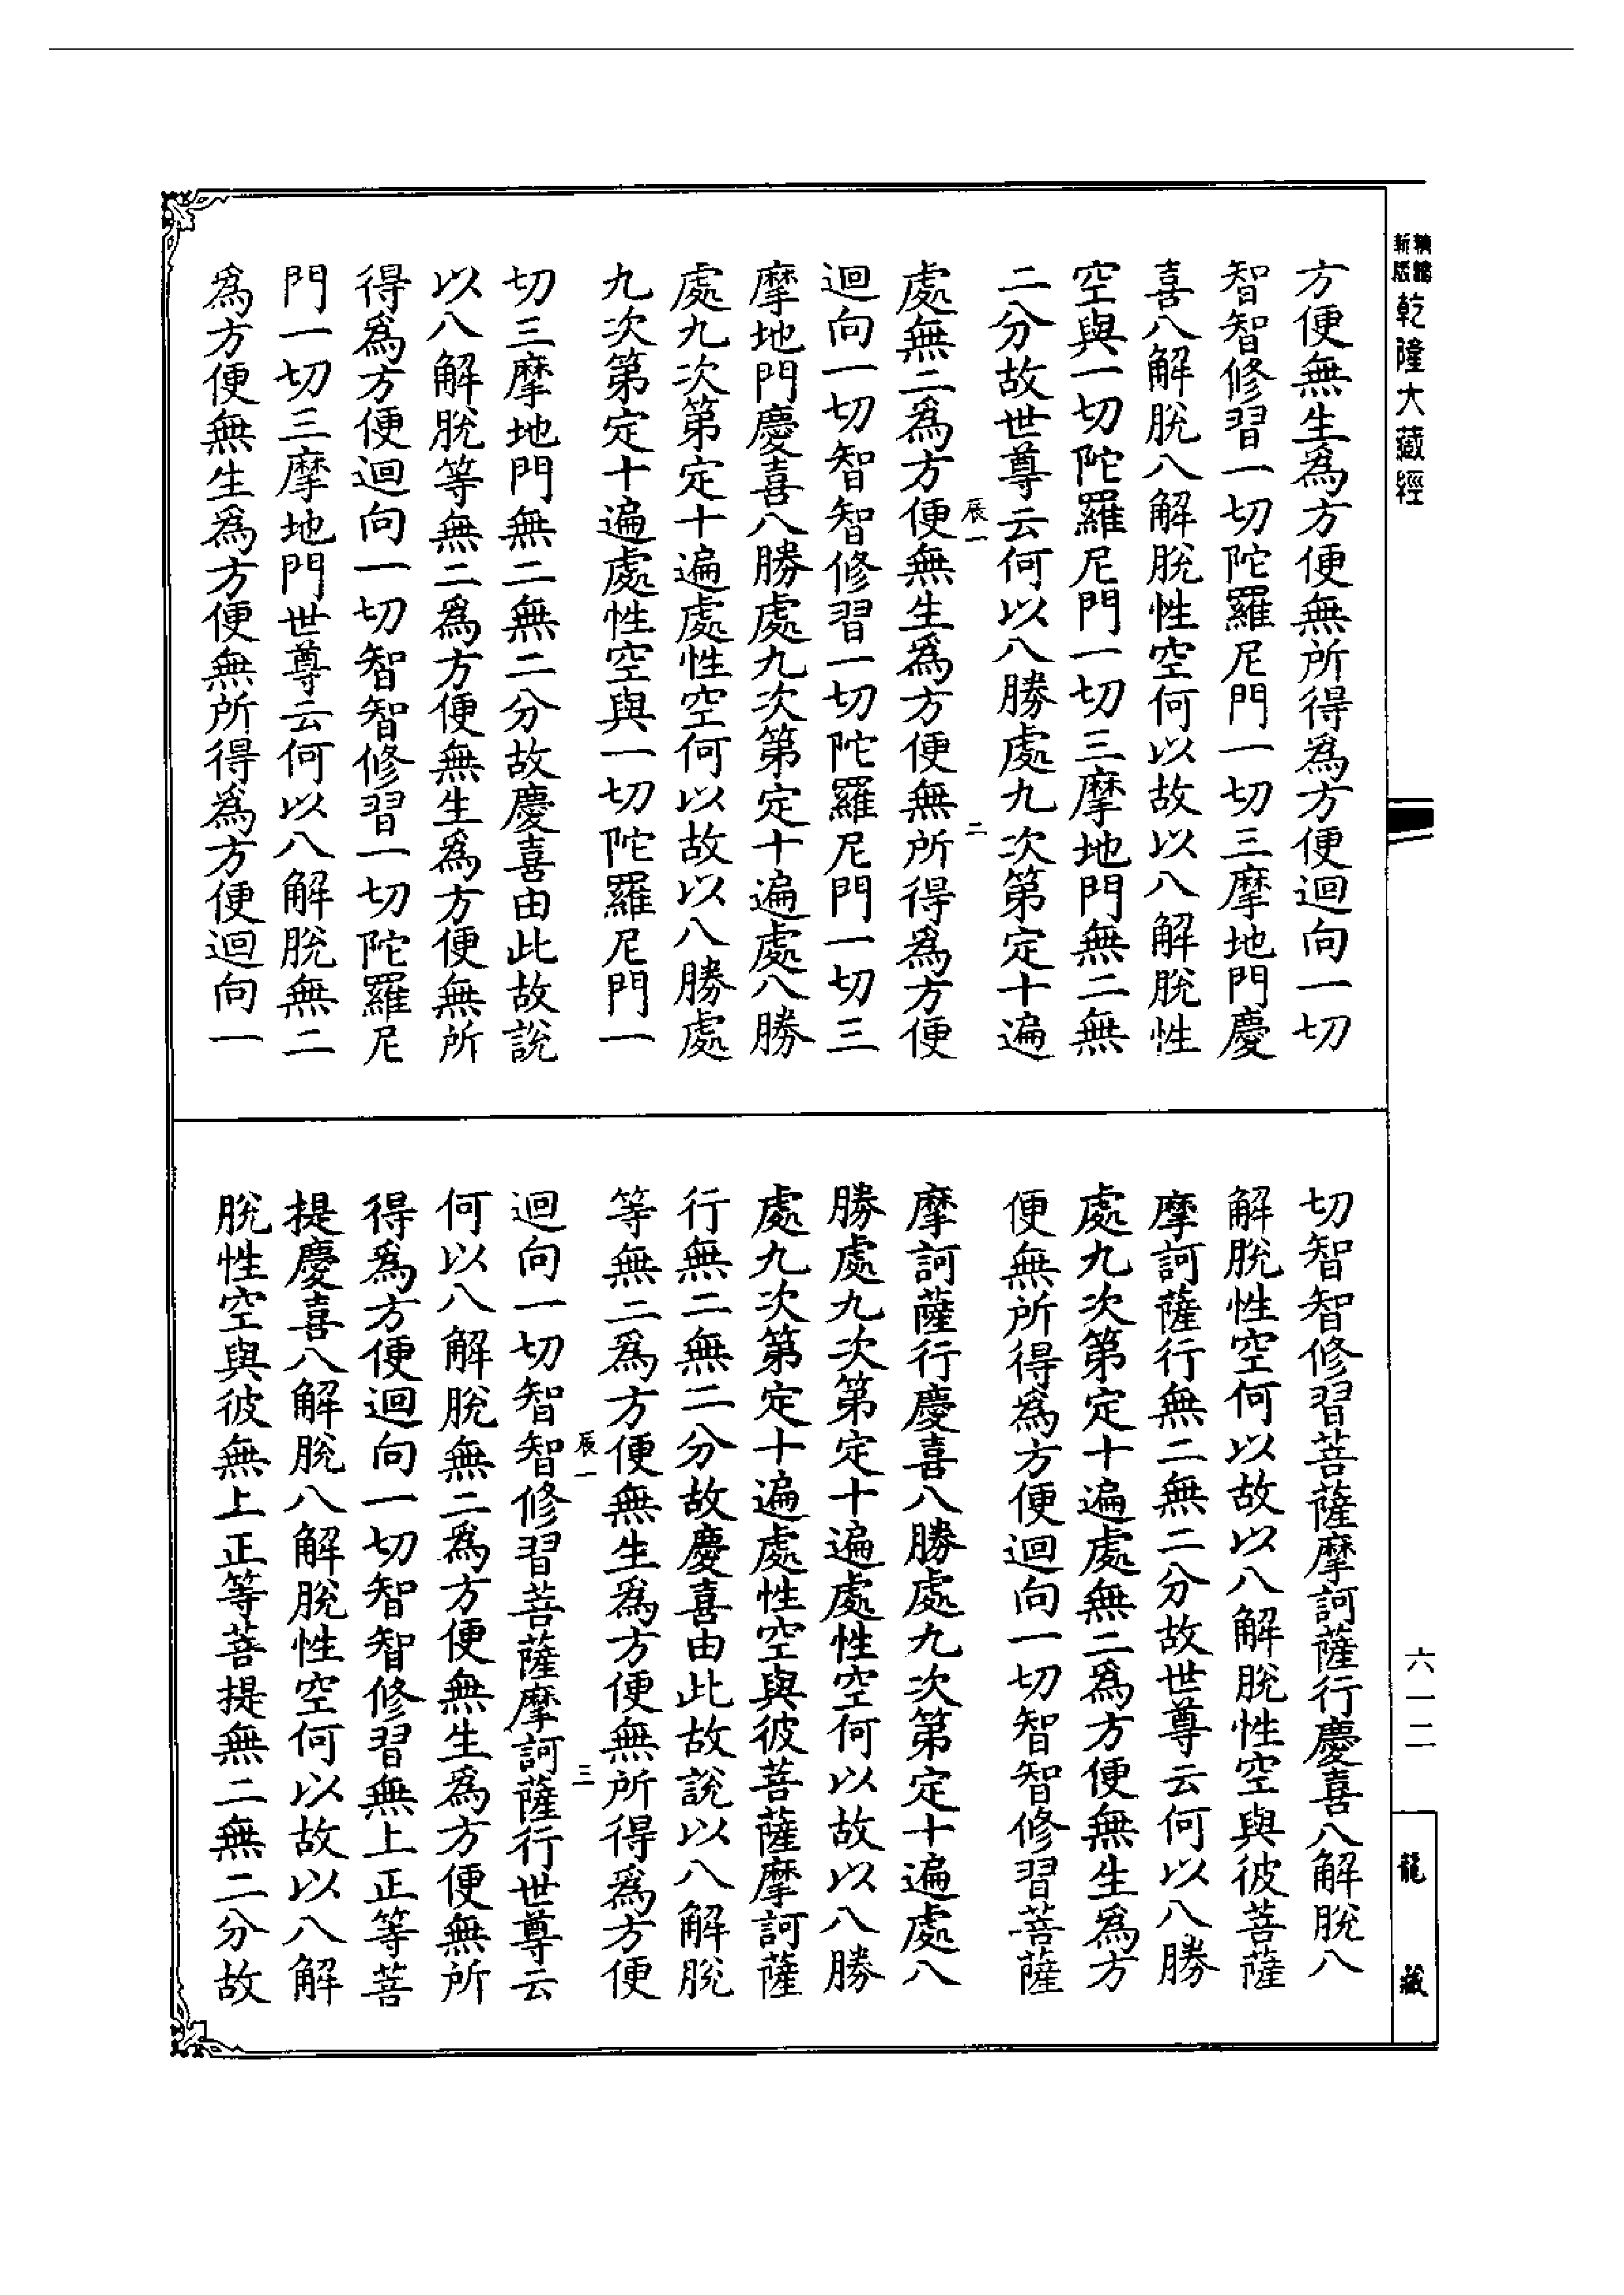 新版
乾隆大藏經
方便無生爲方便無所得爲方便迴向一切
智智修習一切陀羅尼門一切三摩地門慶
喜八解脫八解脫性空何以故以八解脫性
空與一切陀羅尼門一切三摩地門無二無
二分故世尊云何以八勝處九次第定十遍
辰一
二
處無二爲方便無生爲方便無所得爲方便
迴向一切智智修習一切陀羅尼門一切三
摩地門慶喜八勝處九次第定十遍處八勝
處九次第定十遍處性空何以故以八勝處
九次第定十遍處性空與一切陀羅尼門一
切三摩地門無二無二分故慶喜由此故說
以八解脫等無二爲方便無生爲方便無所
得爲方便迴向一切智智修習一切陀羅尼
門一切三摩地門世尊云何以八解脫無二
爲方便無生爲方便無所得爲方便迴向一
切智智修習菩薩摩訶薩行慶喜八解脫八
解脫性空何以故以八解脫性空與彼菩薩
摩訶薩行無二無二分故世尊云何以八勝
處九次第定十遍處無二爲方便無生爲方
便無所得爲方便迴向一切智智修習菩薩
摩訶薩行慶喜八勝處九次第定十遍處八
勝處九次第定十遍處性空何以故以八勝
處九次第定十遍處性空與彼菩薩摩訶薩
行無二無二分故慶喜由此故說以八解脫
等無二爲方便無生爲方便無所得爲方便
辰一
三
迴向一切智智修習菩薩摩訶薩行世尊云
何以八解脫無二爲方便無生爲方便無所
得爲方便迴向一切智智修習無上正等菩
提慶喜八解脫八解脫性空何以故以八解
脫性空與彼無上正等菩提無二無二分故
六一二
龍藏